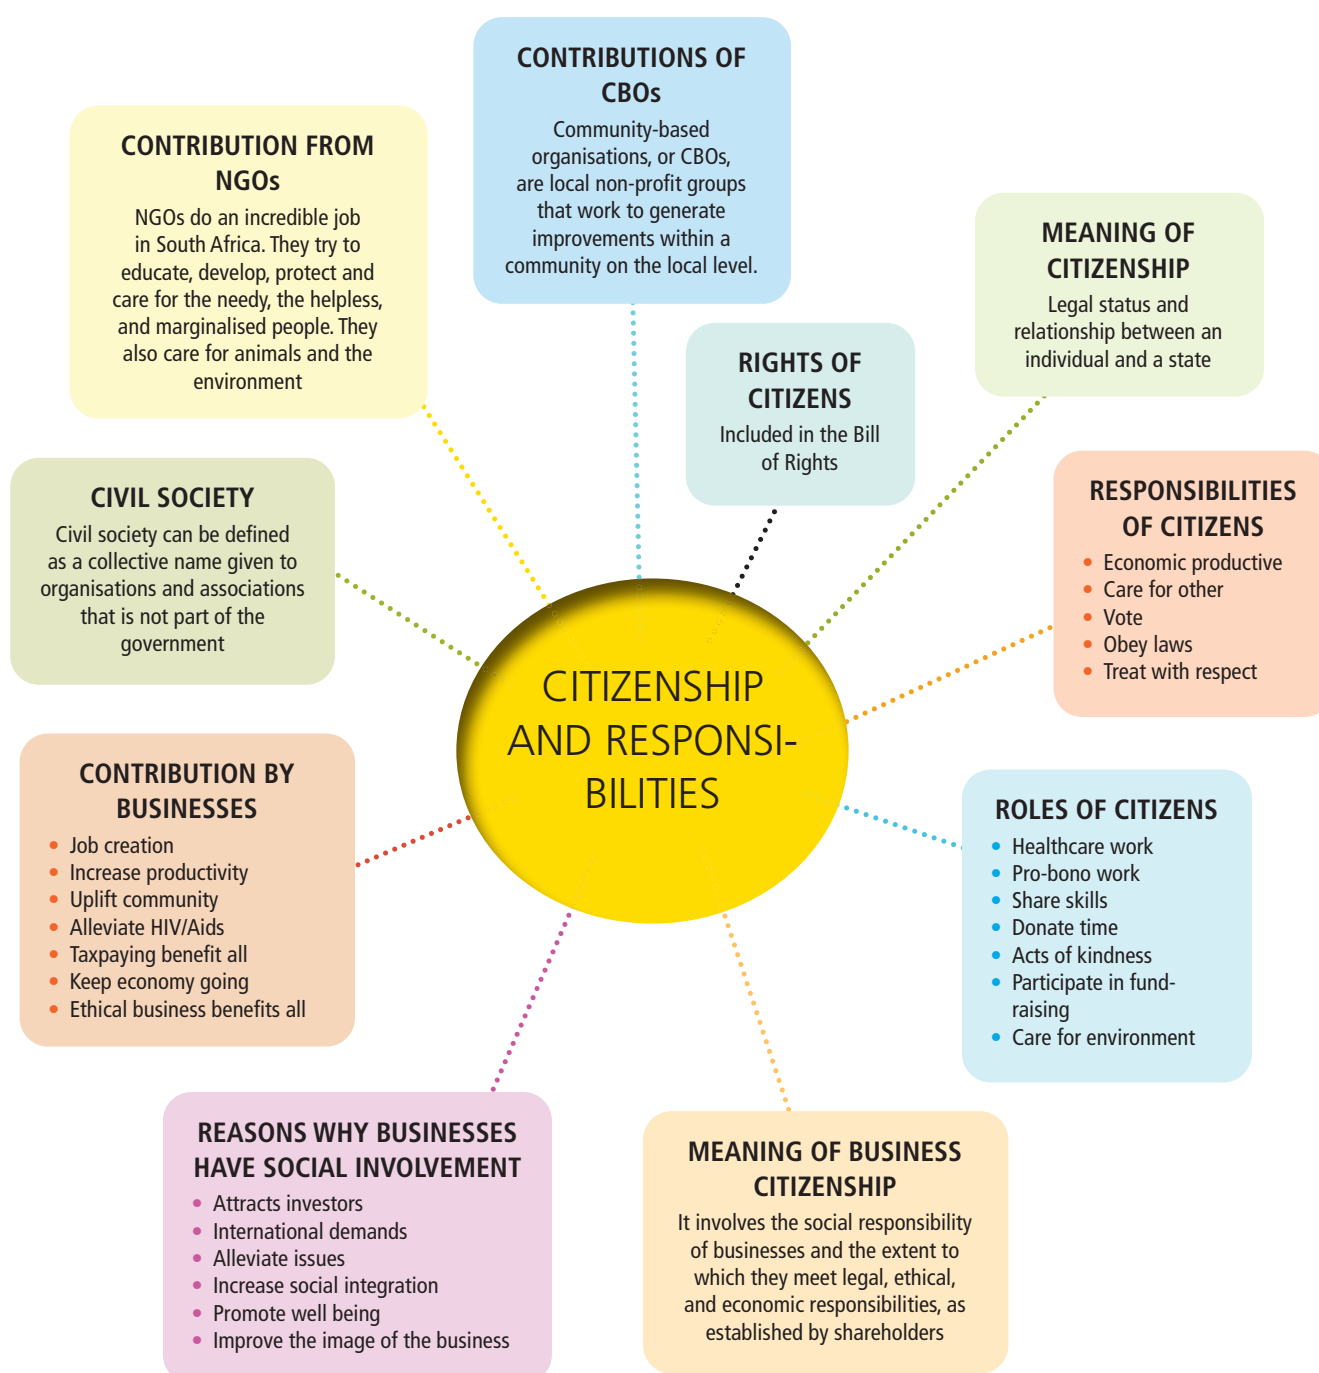 CONTRIBUTIONS OF
CBOs
Community-based
organisations, or CBOs,
are local non-profit groups
that work to generate
improvements within a
community on the local level.
CONTRIBUTION FROM
NGOs
NGOs do an incredible job
in South Africa. They try to
educate, develop, protect and
care for the needy, the helpless,
and marginalised people. They
also care for animals and the
environment
MEANING OF
CITIZENSHIP
Legal status and
relationship between an
individual and a state
RIGHTS OF
CITIZENS
Included in the Bill
of Rights
CIVIL SOCIETY
Civil society can be defined
as a collective name given to
organisations and associations
that is not part of the
government
RESPONSIBILITIES
OF CITIZENS
• Economic productive
• Care for other
• Vote
• Obey laws
• Treat with respect
CITIZENSHIP
AND RESPONSI-
BILITIES
CONTRIBUTION BY
BUSINESSES
• Job creation
• Increase productivity
• Uplift community
• Alleviate HIV/Aids
• Taxpaying benefit all
• Keep economy going
• Ethical business benefits all
ROLES OF CITIZENS
• Healthcare work
• Pro-bono work
• Share skills
• Donate time
• Acts of kindness
• Participate in fund-
raising
• Care for environment
REASONS WHY BUSINESSES
HAVE SOCIAL INVOLVEMENT
• Attracts investors
• International demands
• Alleviate issues
• Increase social integration
• Promote well being
• Improve the image of the business
MEANING OF BUSINESS
CITIZENSHIP
It involves the social responsibility
of businesses and the extent to
which they meet legal, ethical,
and economic responsibilities, as
established by shareholders